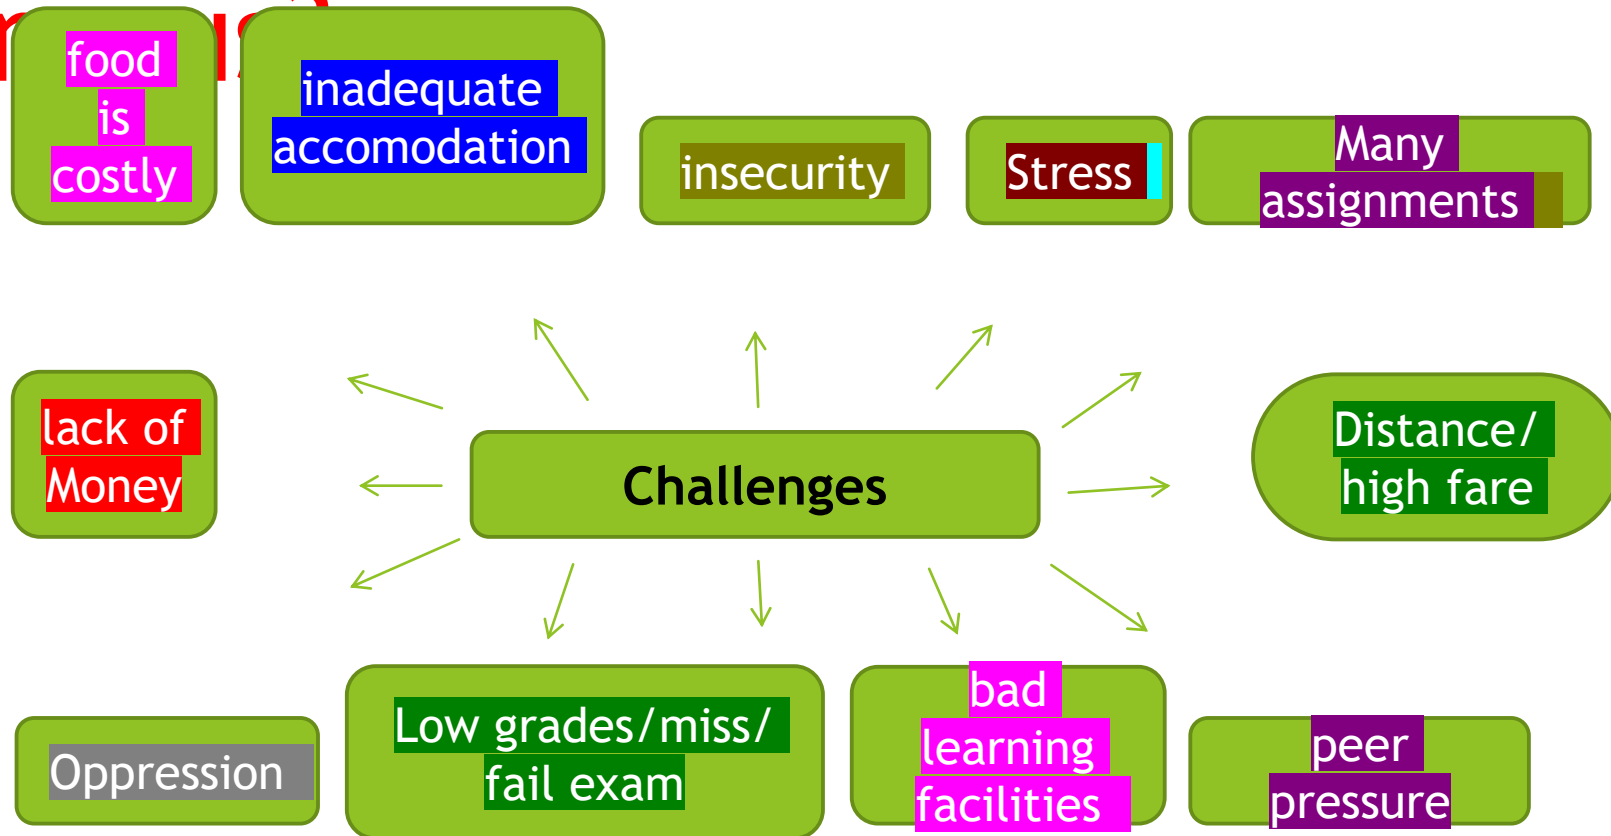 food
is
costly
inadequate
accomodation
insecurity
Stress
Many
assignments
lack of
Money
Challenges
Distance/
high fare
Oppression
Low grades/miss/
fail exam
bad
learning
facilities
peer
pressure